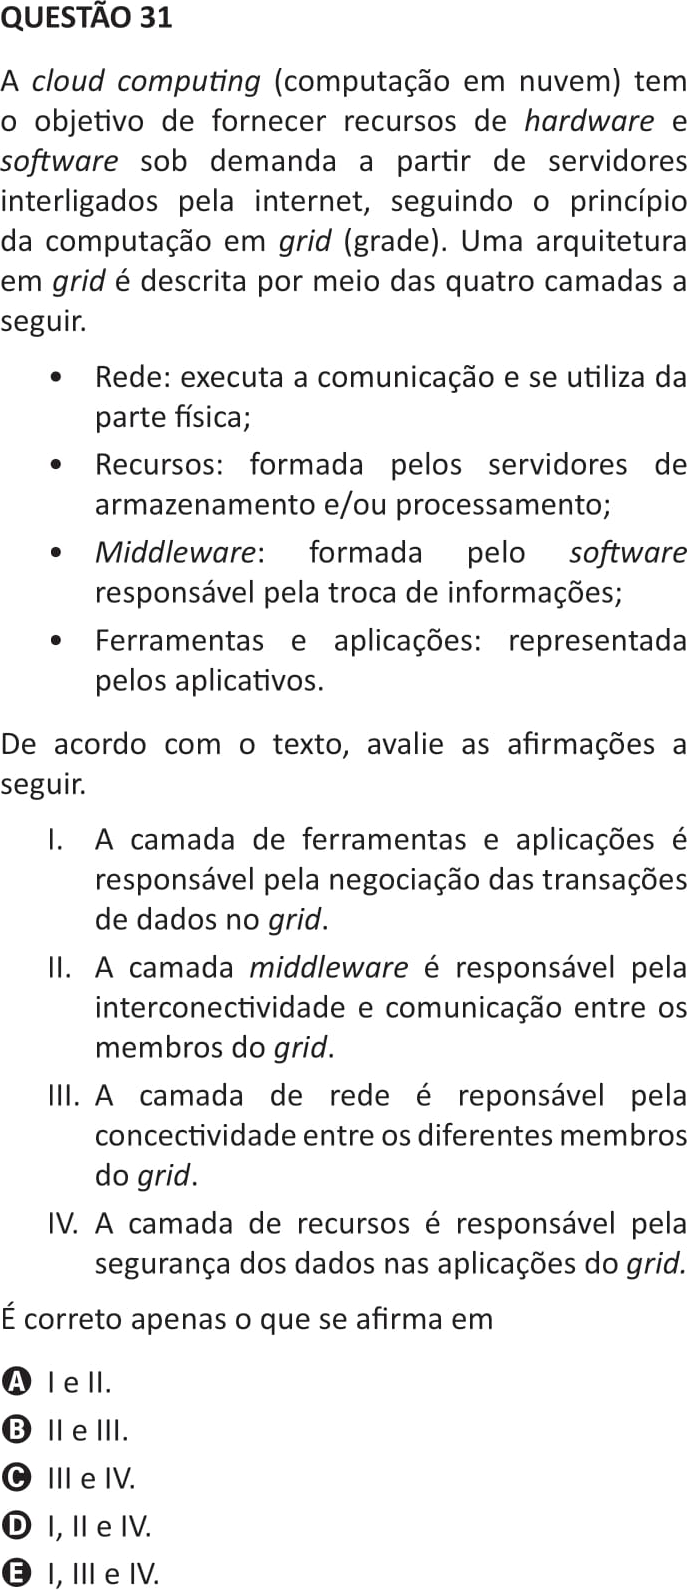 QUESTÃO 31
A cloud computing (computação em nuvem) tem
o objetivo de fornecer recursos de hardware e
software sob demanda a partir de servidores
interligados pela internet, seguindo o princípio
da computação em grid (grade). Uma arquitetura
em grid é descrita por meio das quatro camadas a
seguir.
• Rede: executa a comunicação e se utiliza da
parte física;
• Recursos: formada pelos servidores de
armazenamento e/ou processamento;
• Middleware: formada pelo software
responsável pela troca de informações;
• Ferramentas e aplicações: representada
pelos aplicativos.
De acordo com o texto, avalie as afirmações a
seguir.
I. A camada de ferramentas e aplicações é
responsável pela negociação das transações
de dados no grid.
II. A camada middleware é responsável pela
interconectividade e comunicação entre os
membros do grid.
III. A camada de rede é reponsável pela
concectividade entre os diferentes membros
do grid.
IV. A camada de recursos é responsável pela
segurança dos dados nas aplicações do grid.
É correto apenas o que se afirma em
A I e II.
B II e III.
C III e IV.
D I, II e IV.
E I, III e IV.